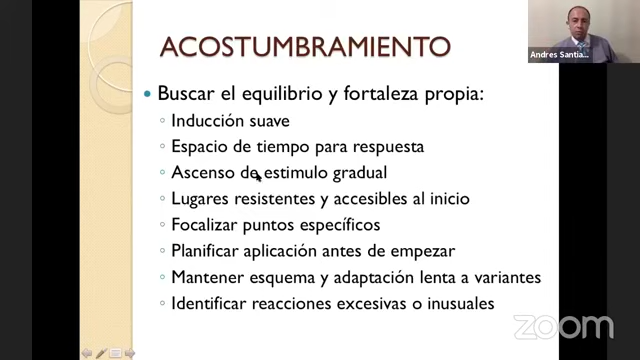 ACOSTUMBRAMIENTO
Andres Santia...
Buscar el equilibrio y fortaleza propia:
Inducción suave
Espacio de tiempo para respuesta
Ascenso de estimulo gradual
Lugares resistentes y accesibles al inicio
Focalizar puntos específicos
Planificar aplicación antes de empezar
Mantener esquema y adaptación lenta a variantes
Identificar reacciones excesivas o inusuales
zoom